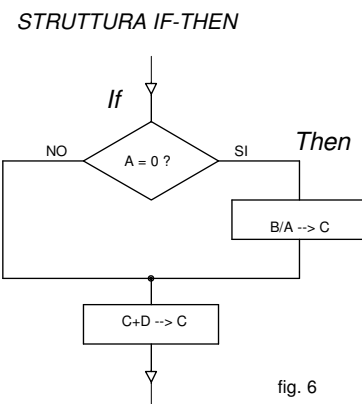 STRUTTURA IF-THEN
If
Then
NO
A = 0 ?
SI
B/A --> C
C+D --> C
fig. 6